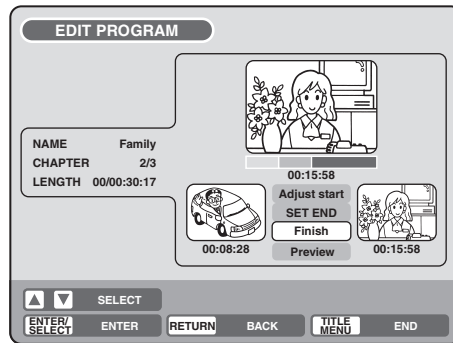 EDIT PROGRAM
NAME Family
CHAPTER 2/3
LENGTH 00/00:30:17
00:15:58
Adjust start
SET END
Finish
Preview
00:08:28
00:15:58
SELECT
ENTER/SELECT ENTER RETURN BACK TITLE MENU END